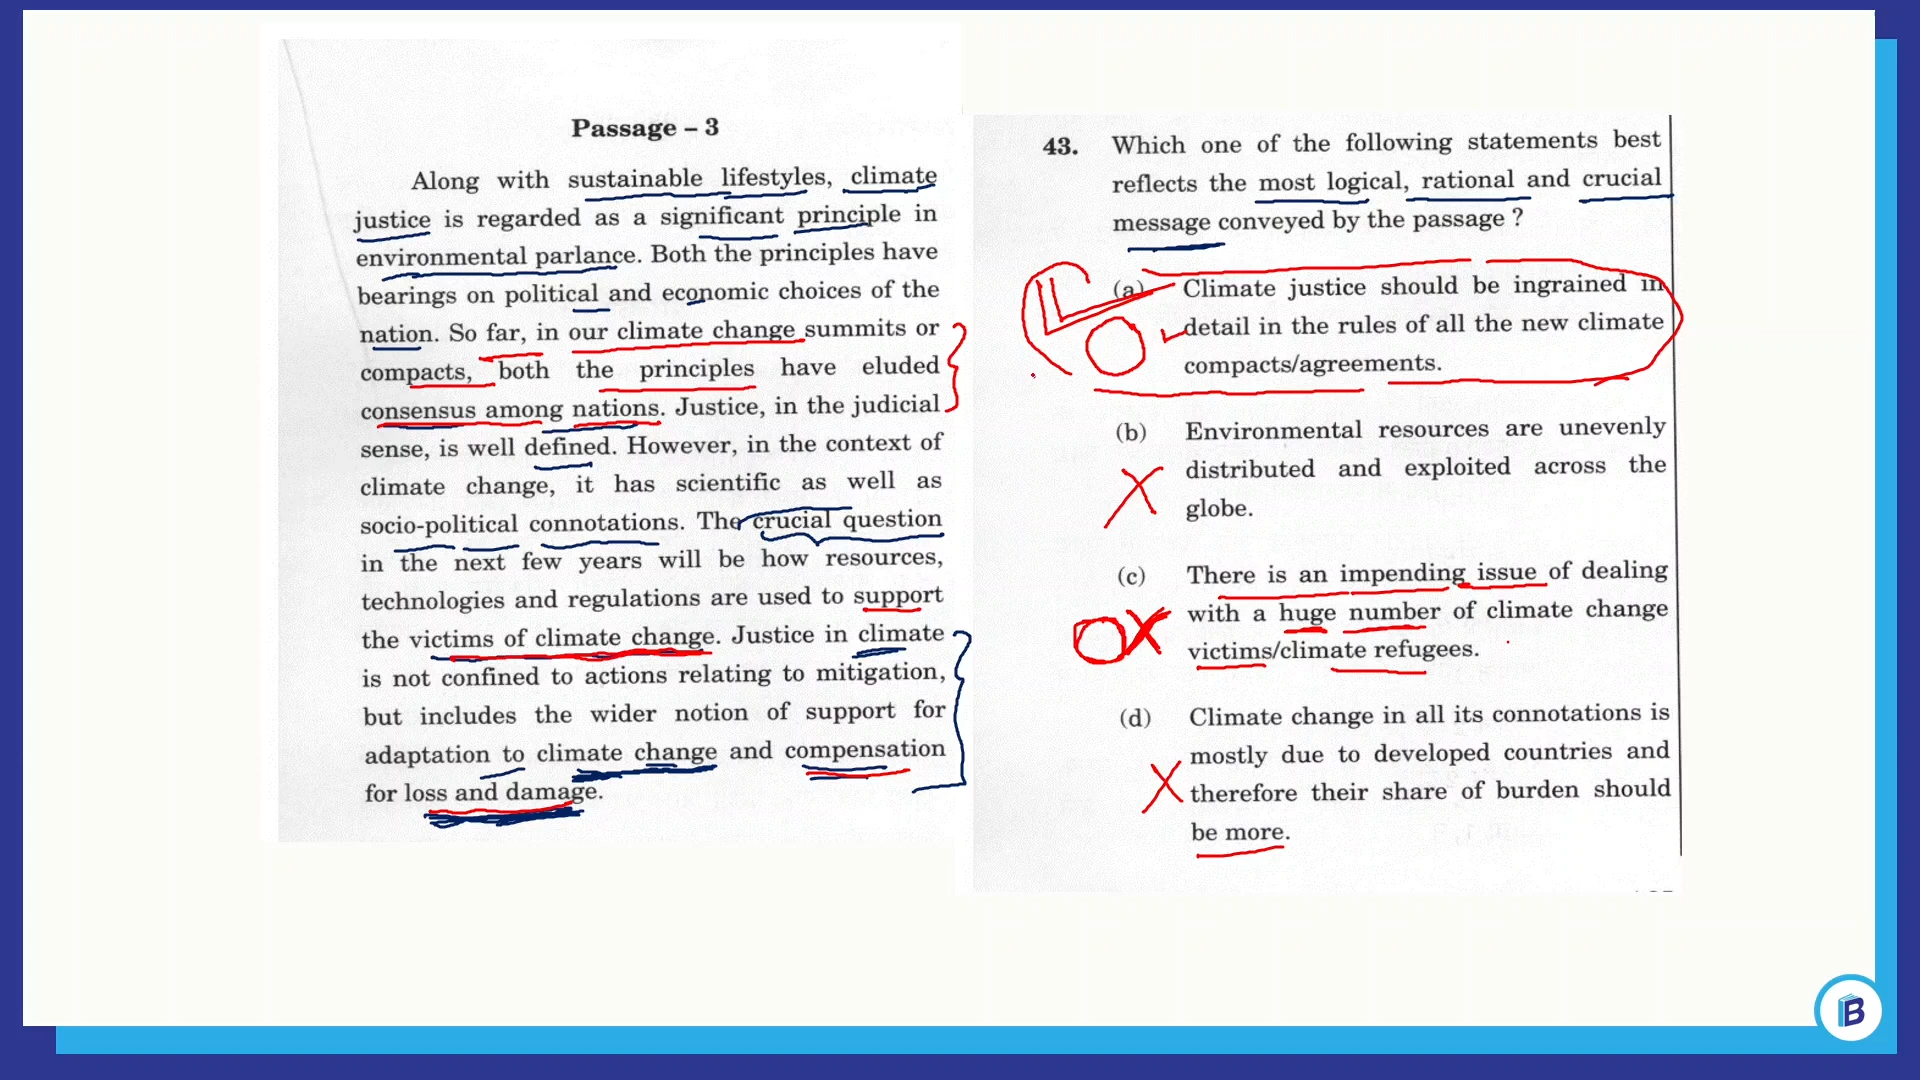 Passage – 3
Along with sustainable lifestyles, climate
justice is regarded as a significant principle in
environmental parlance. Both the principles have
bearings on political and economic choices of the
nation. So far, in our climate change summits or
compacts, both the principles have eluded
consensus among nations. Justice, in the judicial
sense, is well defined. However, in the context of
climate change, it has scientific as well as
socio-political connotations. The crucial question
in the next few years will be how resources,
technologies and regulations are used to support
the victims of climate change. Justice in climate
is not confined to actions relating to mitigation,
but includes the wider notion of support for
adaptation to climate change and compensation
for loss and damage.
43. Which one of the following statements best
reflects the most logical, rational and crucial
message conveyed by the passage ?
(a) Climate justice should be ingrained in
detail in the rules of all the new climate
compacts/agreements.
(b) Environmental resources are unevenly
distributed and exploited across the
globe.
(c) There is an impending issue of dealing
with a huge number of climate change
victims/climate refugees.
(d) Climate change in all its connotations is
mostly due to developed countries and
therefore their share of burden should
be more.
B